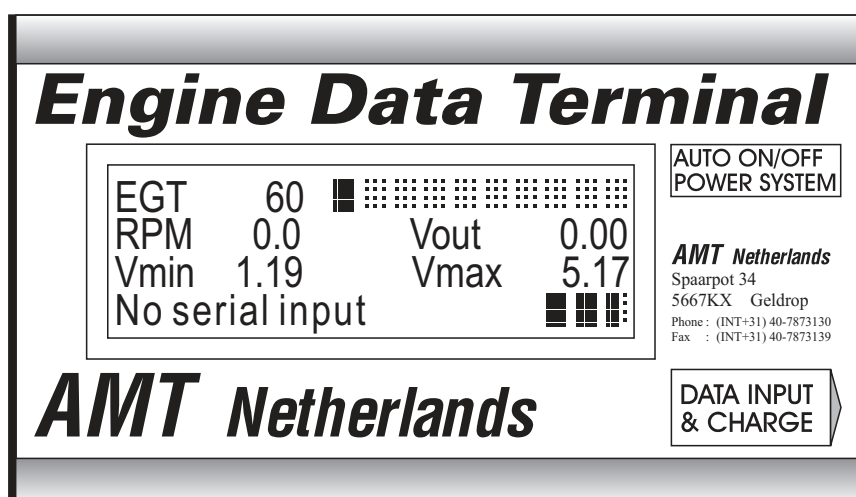 Engine Data Terminal
EGT 60
RPM 0.0 Vout 0.00
Vmin 1.19 Vmax 5.17
No serial input
AUTO ON/OFF
POWER SYSTEM
AMT Netherlands
Spaarpot 34
5667KX Geldrop
Phone : (INT+31) 40-7873130
Fax : (INT+31) 40-7873139
AMT Netherlands
DATA INPUT
& CHARGE